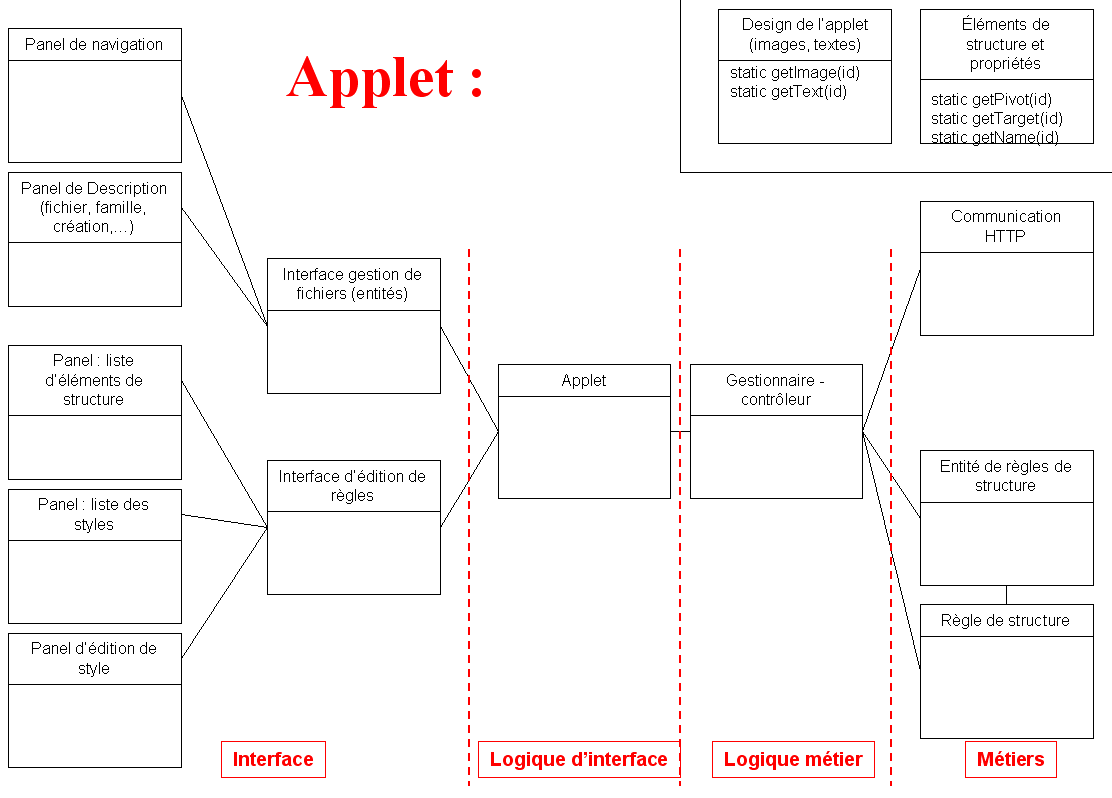 Applet :
Panel de navigation
Panel de Description
(fichier, famille,
création,…)
Panel : liste
d’éléments de
structure
Panel : liste des
styles
Panel d’édition de
style
Interface gestion de
fichiers (entités)
Interface d’édition de
règles
Applet
Gestionnaire -
contrôleur
Design de l’applet
(images, textes)
static getImage(id)
static getText(id)
Éléments de
structure et
propriétés
static getPivot(id)
static getTarget(id)
static getName(id)
Communication
HTTP
Entité de règles de
structure
Règle de structure
Interface
Logique d’interface
Logique métier
Métiers